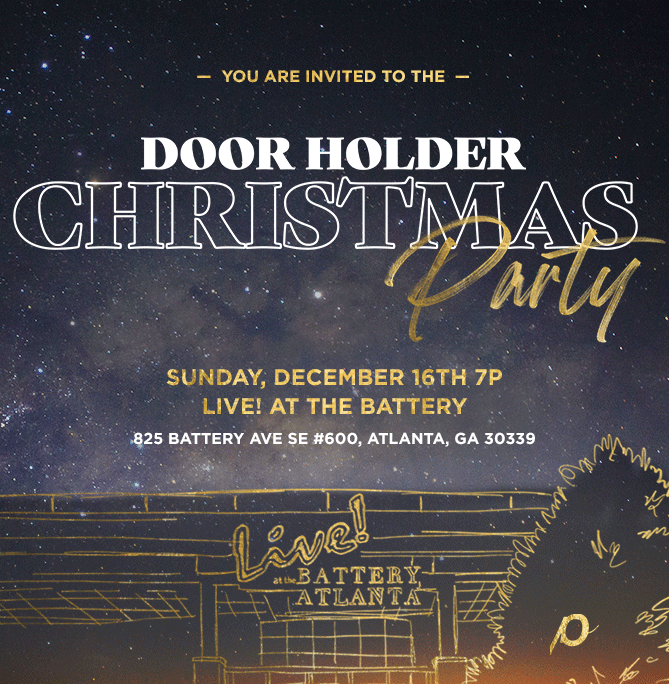 — YOU ARE INVITED TO THE —
DOOR HOLDER
CHRISTMAS
Party
SUNDAY, DECEMBER 16TH 7P
LIVE! AT THE BATTERY
825 BATTERY AVE SE #600, ATLANTA, GA 30339
Live!
at the BATTERY
ATLANTA